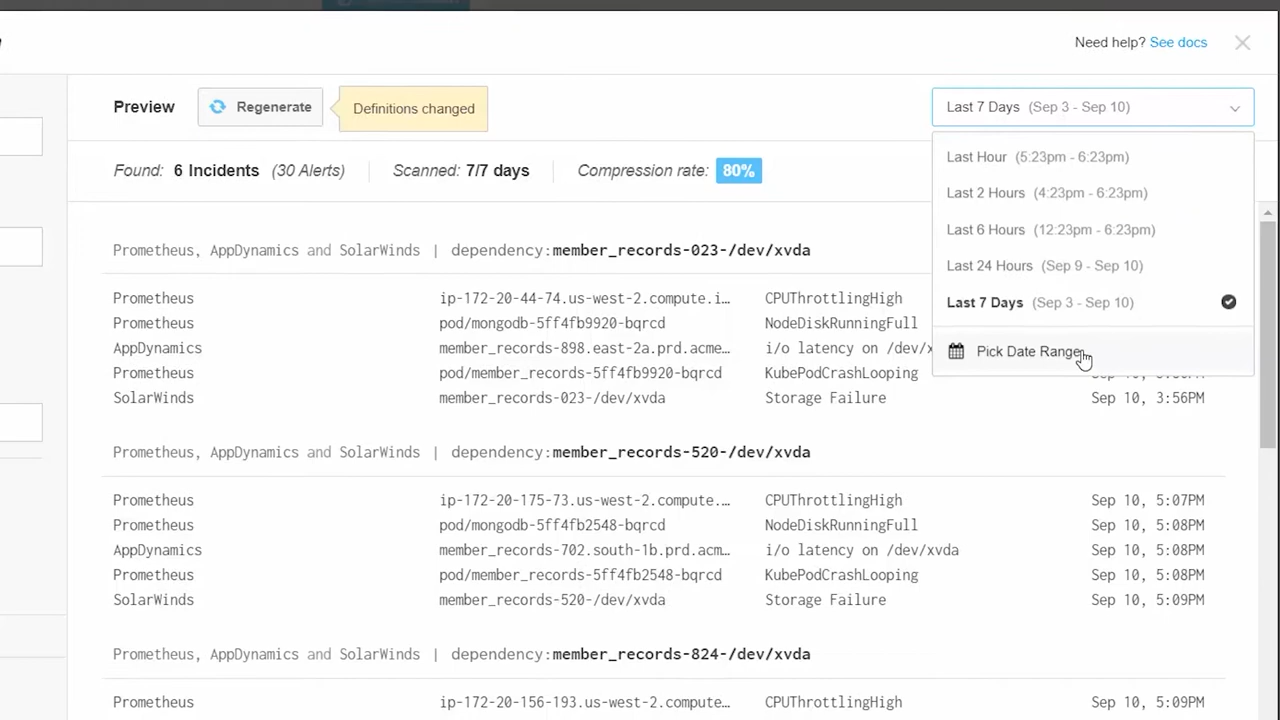 Need help? See docs
Preview
Regenerate
Definitions changed
Last 7 Days (Sep 3 - Sep 10)
Last Hour (5:23pm - 6:23pm)
Last 2 Hours (4:23pm - 6:23pm)
Last 6 Hours (12:23pm - 6:23pm)
Last 24 Hours (Sep 9 - Sep 10)
Last 7 Days (Sep 3 - Sep 10)
Pick Date Range
Found: 6 Incidents (30 Alerts)
Scanned: 7/7 days
Compression rate: 80%
Prometheus, AppDynamics and SolarWinds | dependency:member_records-023-/dev/xvda
Prometheus ip-172-20-44-74.us-west-2.compute.i… CPUThrottlingHigh
Prometheus pod/mongodb-5ff4fb9920-bqrcd NodeDiskRunningFull
AppDynamics member_records-898.east-2a.prd.acme… i/o latency on /dev/x
Prometheus pod/member_records-5ff4fb9920-bqrcd KubePodCrashLooping
SolarWinds member_records-023-/dev/xvda Storage Failure Sep 10, 3:56PM
Prometheus, AppDynamics and SolarWinds | dependency:member_records-520-/dev/xvda
Prometheus ip-172-20-175-73.us-west-2.compute.… CPUThrottlingHigh Sep 10, 5:07PM
Prometheus pod/mongodb-5ff4fb2548-bqrcd NodeDiskRunningFull Sep 10, 5:08PM
AppDynamics member_records-702.south-1b.prd.acm… i/o latency on /dev/xvda Sep 10, 5:08PM
Prometheus pod/member_records-5ff4fb2548-bqrcd KubePodCrashLooping Sep 10, 5:08PM
SolarWinds member_records-520-/dev/xvda Storage Failure Sep 10, 5:09PM
Prometheus, AppDynamics and SolarWinds | dependency:member_records-824-/dev/xvda
Prometheus ip-172-20-156-193.us-west-2.compute… CPUThrottlingHigh Sep 10, 5:09PM